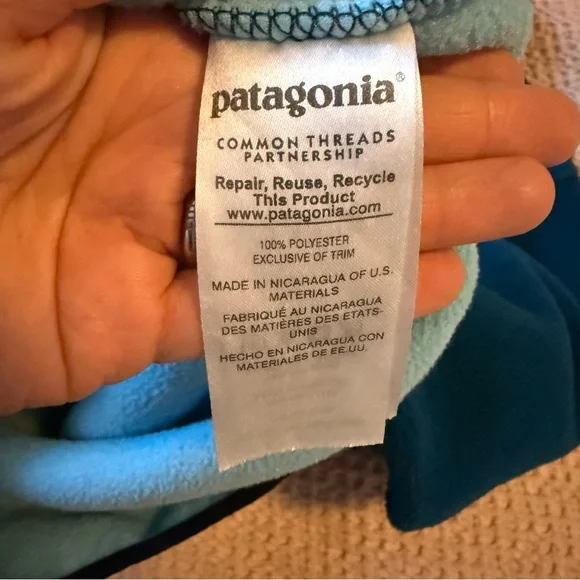 patagonia®
COMMON THREADS
PARTNERSHIP
Repair, Reuse, Recycle
This Product
www.patagonia.com
100% POLYESTER
EXCLUSIVE OF TRIM
MADE IN NICARAGUA OF U.S.
MATERIALS
FABRIQUÉ AU NICARAGUA
DES MATIÈRES DES ETATS-
UNIS
HECHO EN NICARAGUA CON
MATERIALES DE EE.UU.